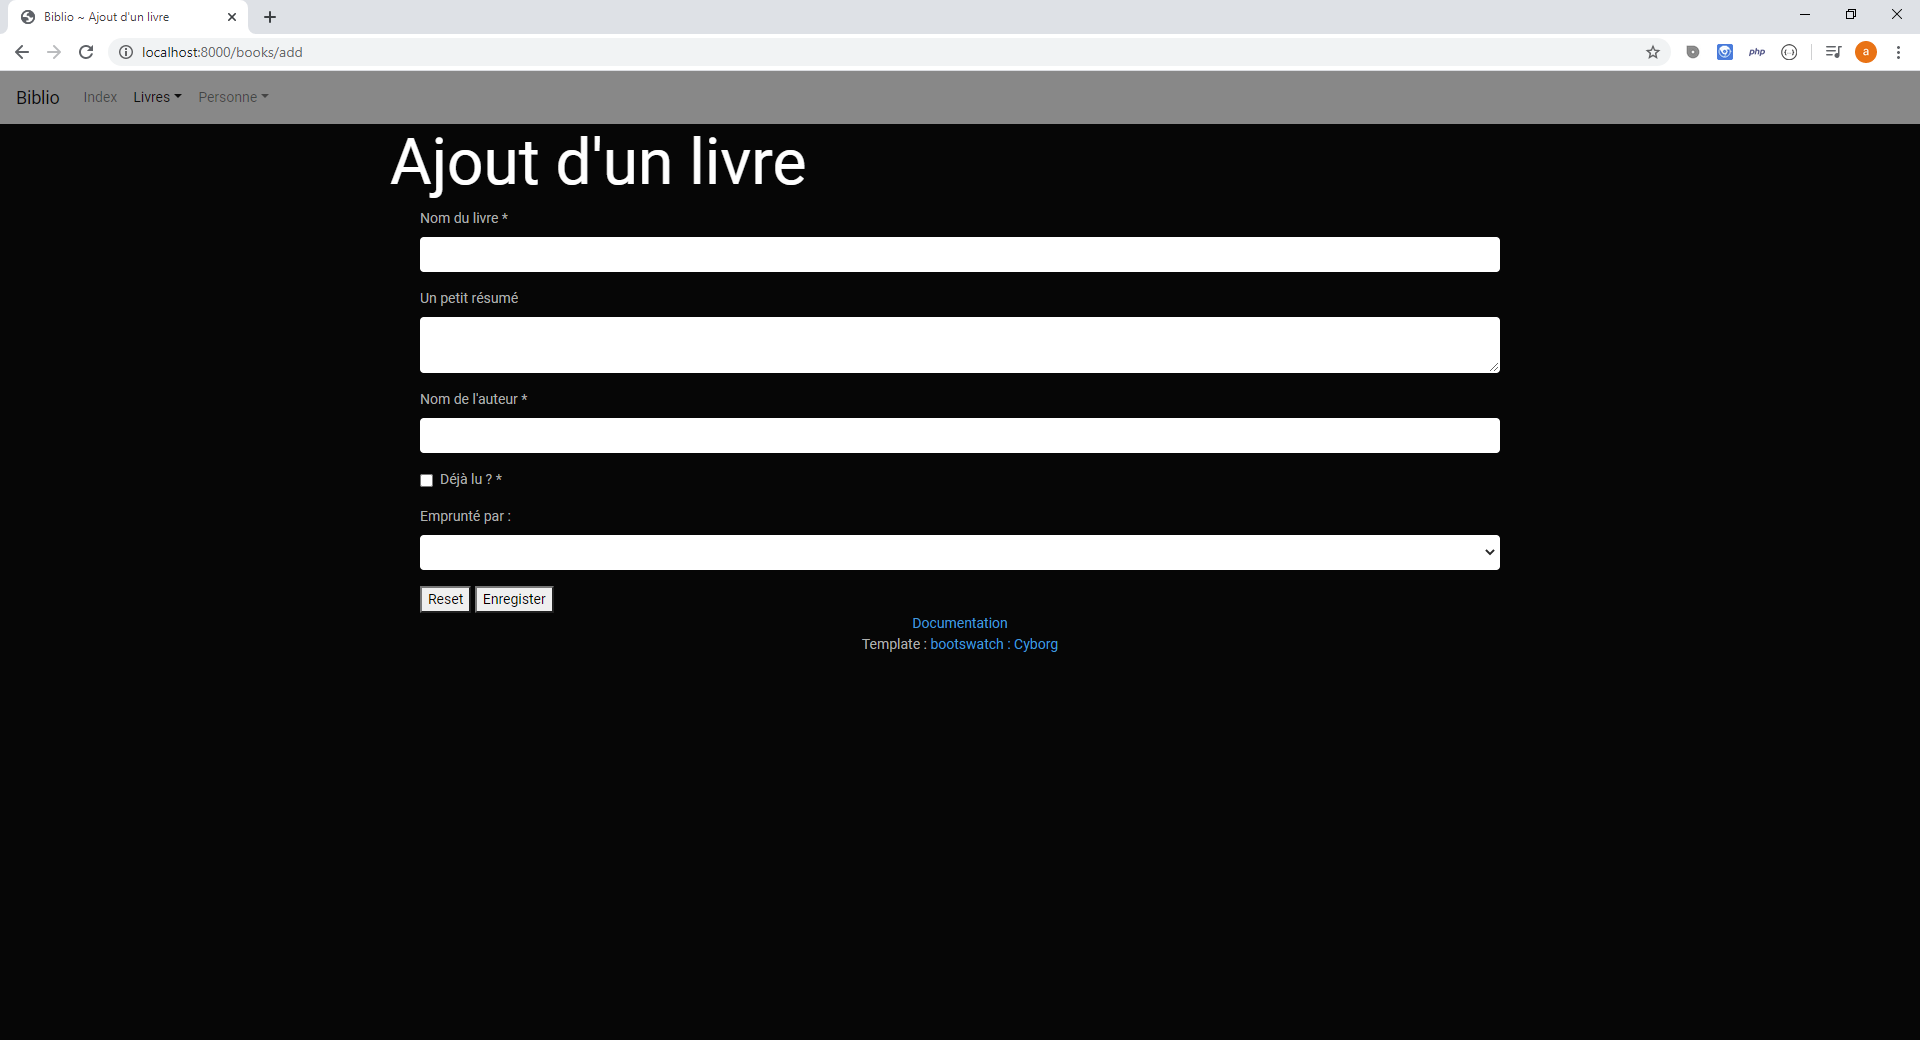 Biblio ~ Ajout d'un livre
localhost:8000/books/add
php
a
Biblio Index Livres Personne
Ajout d'un livre
Nom du livre *
Un petit résumé
Nom de l'auteur *
Déjà lu ? *
Emprunté par :
Reset Enregister
Documentation
Template : bootswatch : Cyborg